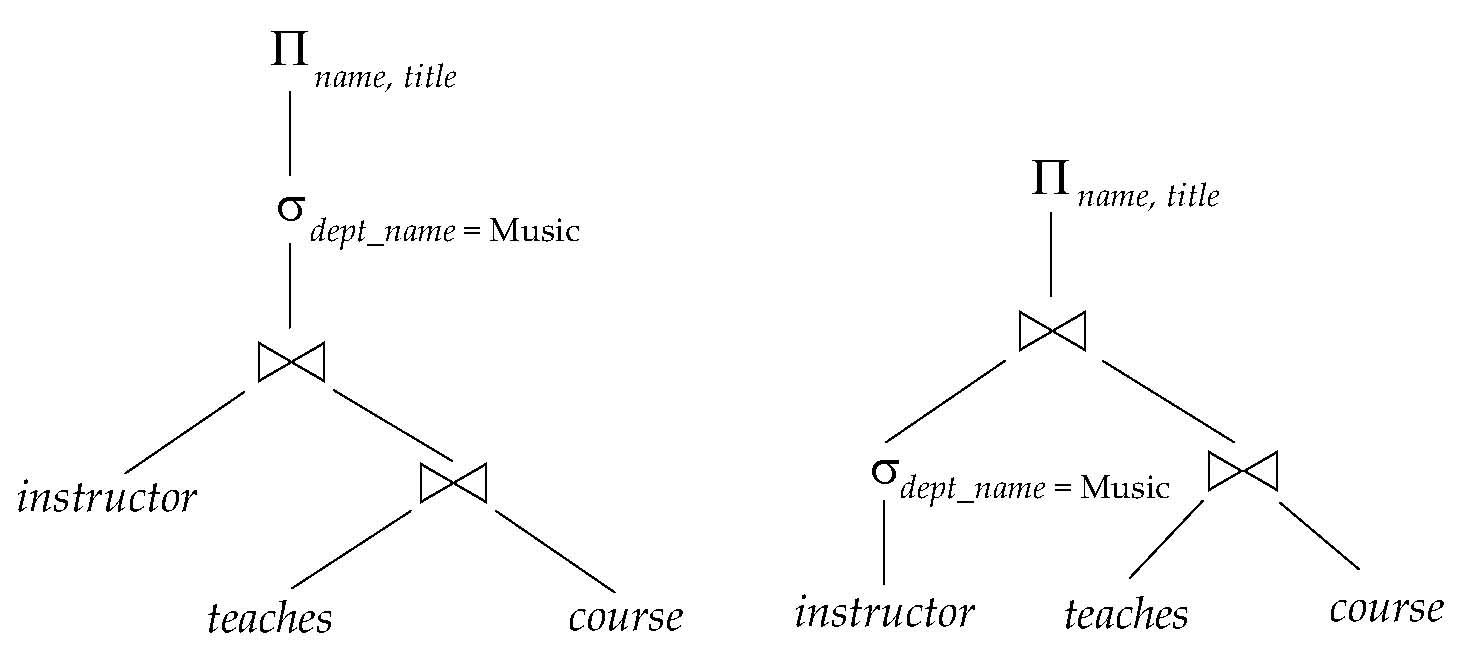 Π name, title
σ dept_name = Music
instructor
teaches course
Π name, title
σ dept_name = Music
instructor teaches course